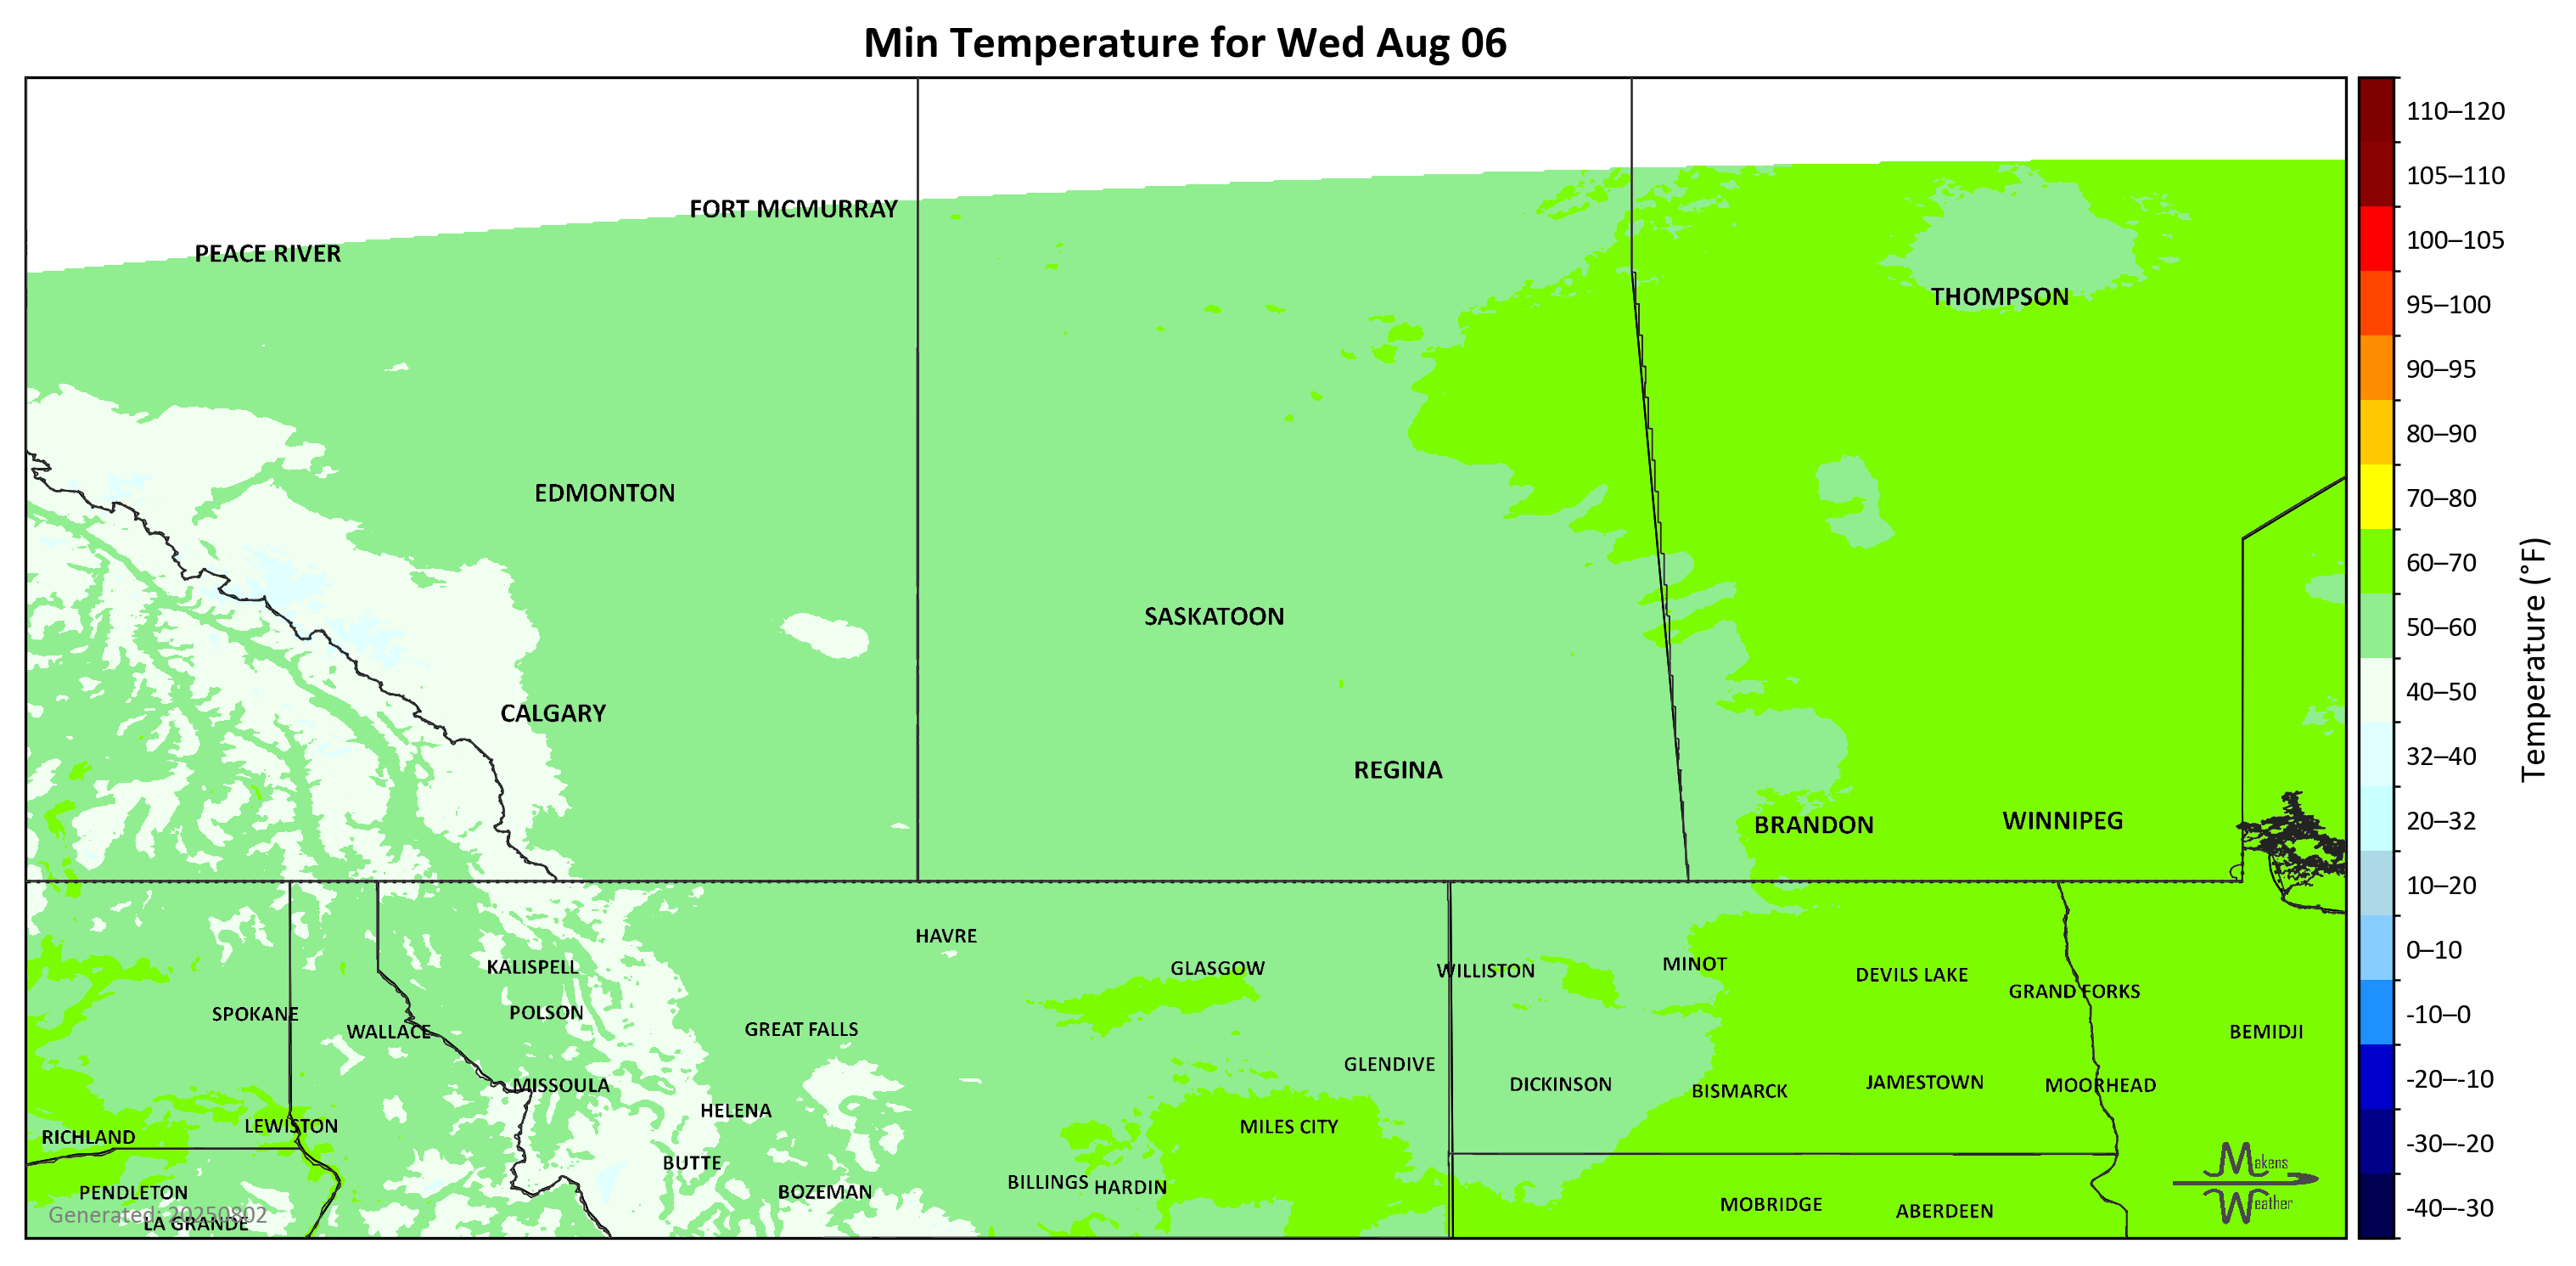 Min Temperature for Wed Aug 06
110–120
105–110
100–105
95–100
90–95
80–90
70–80
60–70
50–60
40–50
32–40
20–32
10–20
0–10
-10–0
-20–-10
-30–-20
-40–-30
Temperature (°F)
FORT MCMURRAY
PEACE RIVER
THOMPSON
EDMONTON
SASKATOON
CALGARY
REGINA
BRANDON
WINNIPEG
HAVRE
KALISPELL
GLASGOW
WILLISTON
MINOT
DEVILS LAKE
GRAND FORKS
SPOKANE
POLSON
WALLACE
GREAT FALLS
BEMIDJI
GLENDIVE
MISSOULA
DICKINSON
BISMARCK
JAMESTOWN
MOORHEAD
HELENA
LEWISTON
MILES CITY
RICHLAND
BUTTE
BILLINGS
HARDIN
PENDLETON
BOZEMAN
MOBRIDGE
ABERDEEN
Generated: 20250802
LA GRANDE
Makens
Weather